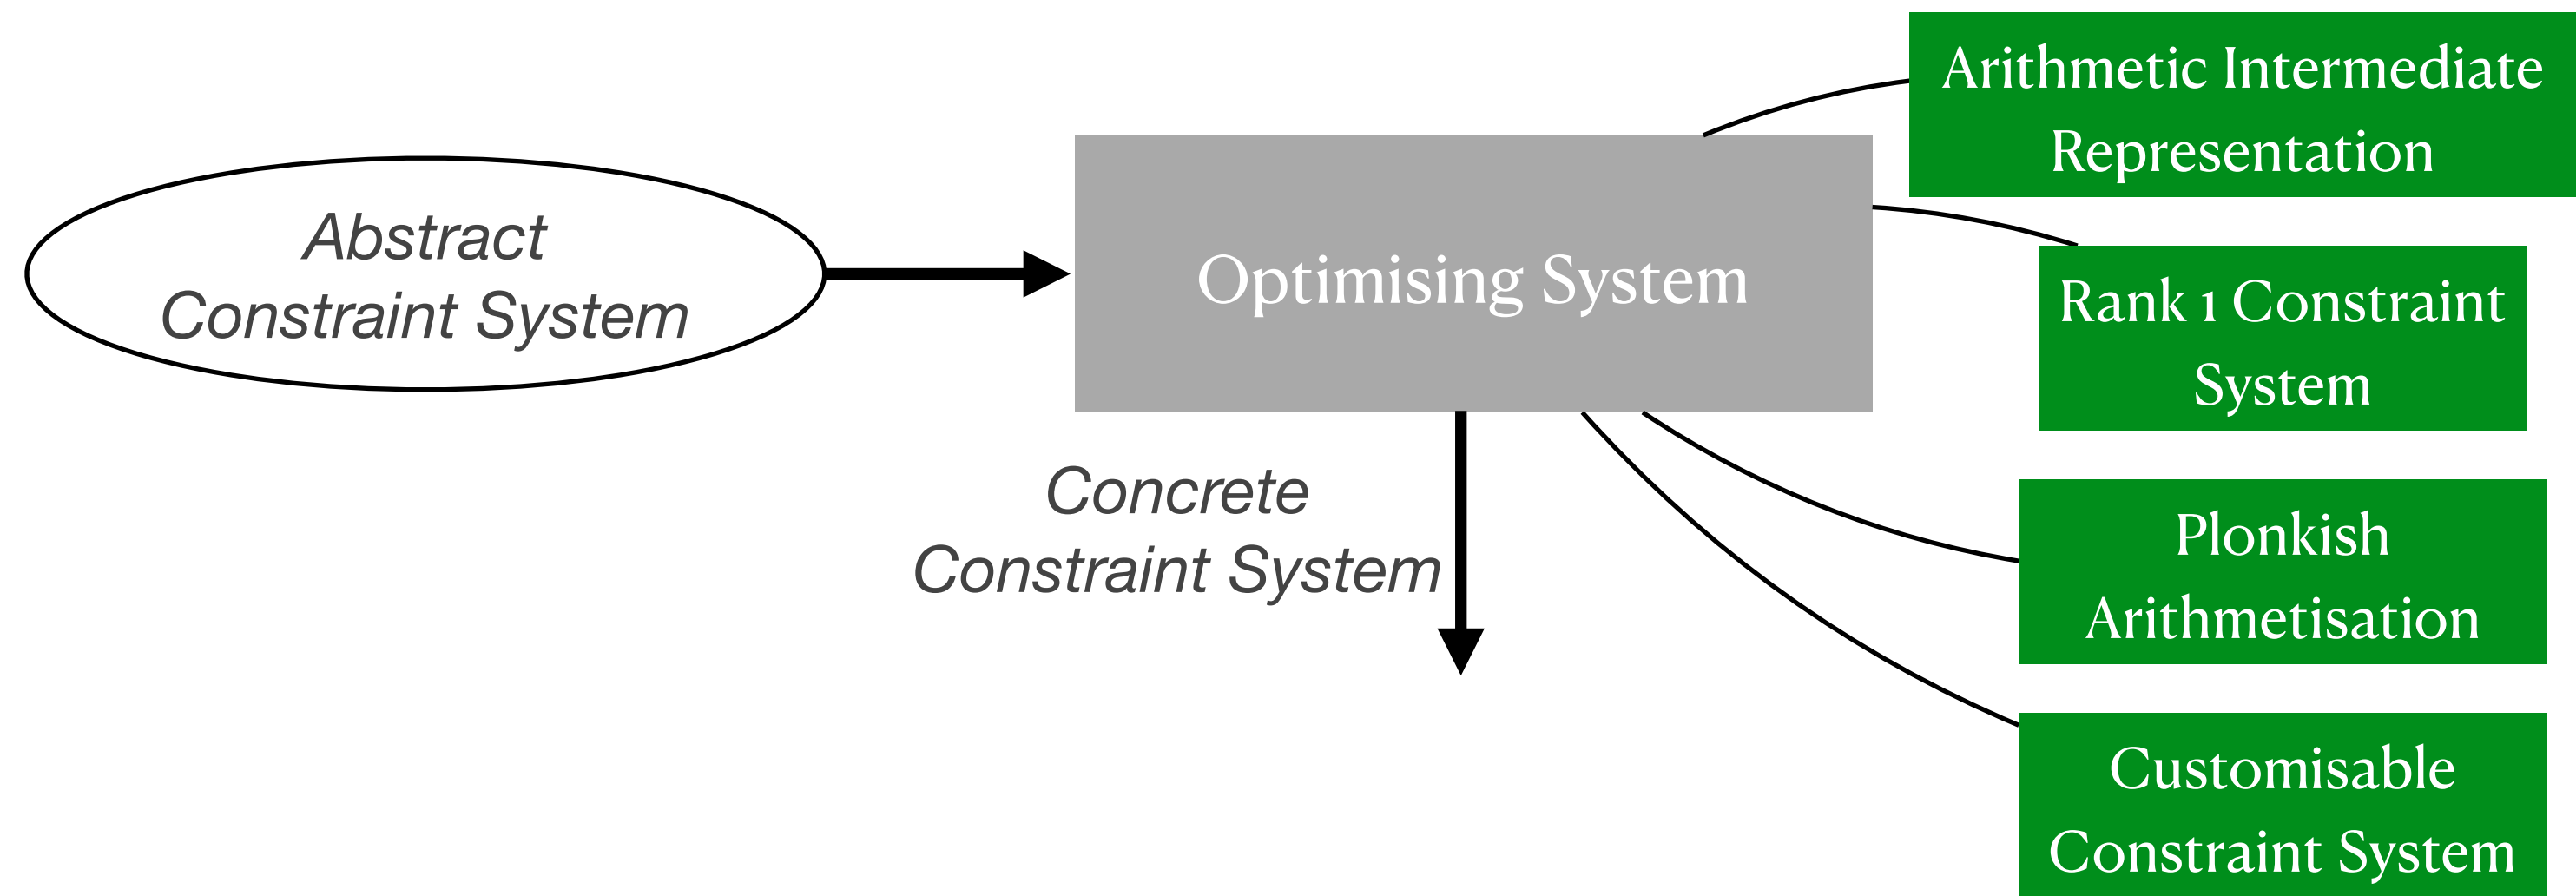 Abstract
Constraint System
Optimising System
Concrete
Constraint System
Arithmetic Intermediate
Representation
Rank 1 Constraint
System
Plonkish
Arithmetisation
Customisable
Constraint System